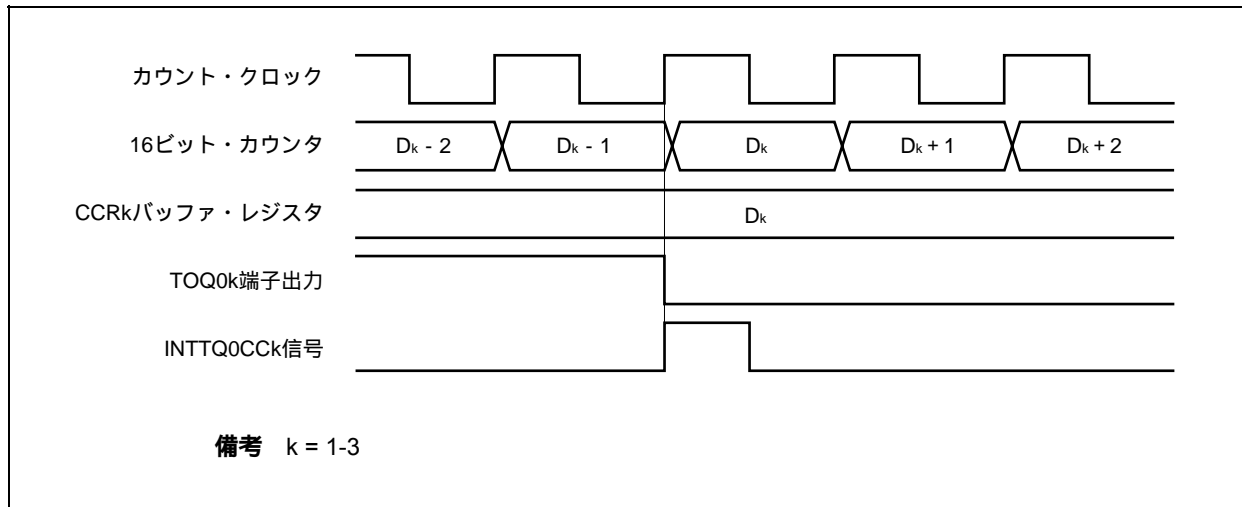 カウント・クロック
16ビット・カウンタ Dk - 2 Dk - 1 Dk Dk + 1 Dk + 2
CCRkバッファ・レジスタ Dk
TOQ0k端子出力
INTTQ0CCk信号
備考 k = 1-3